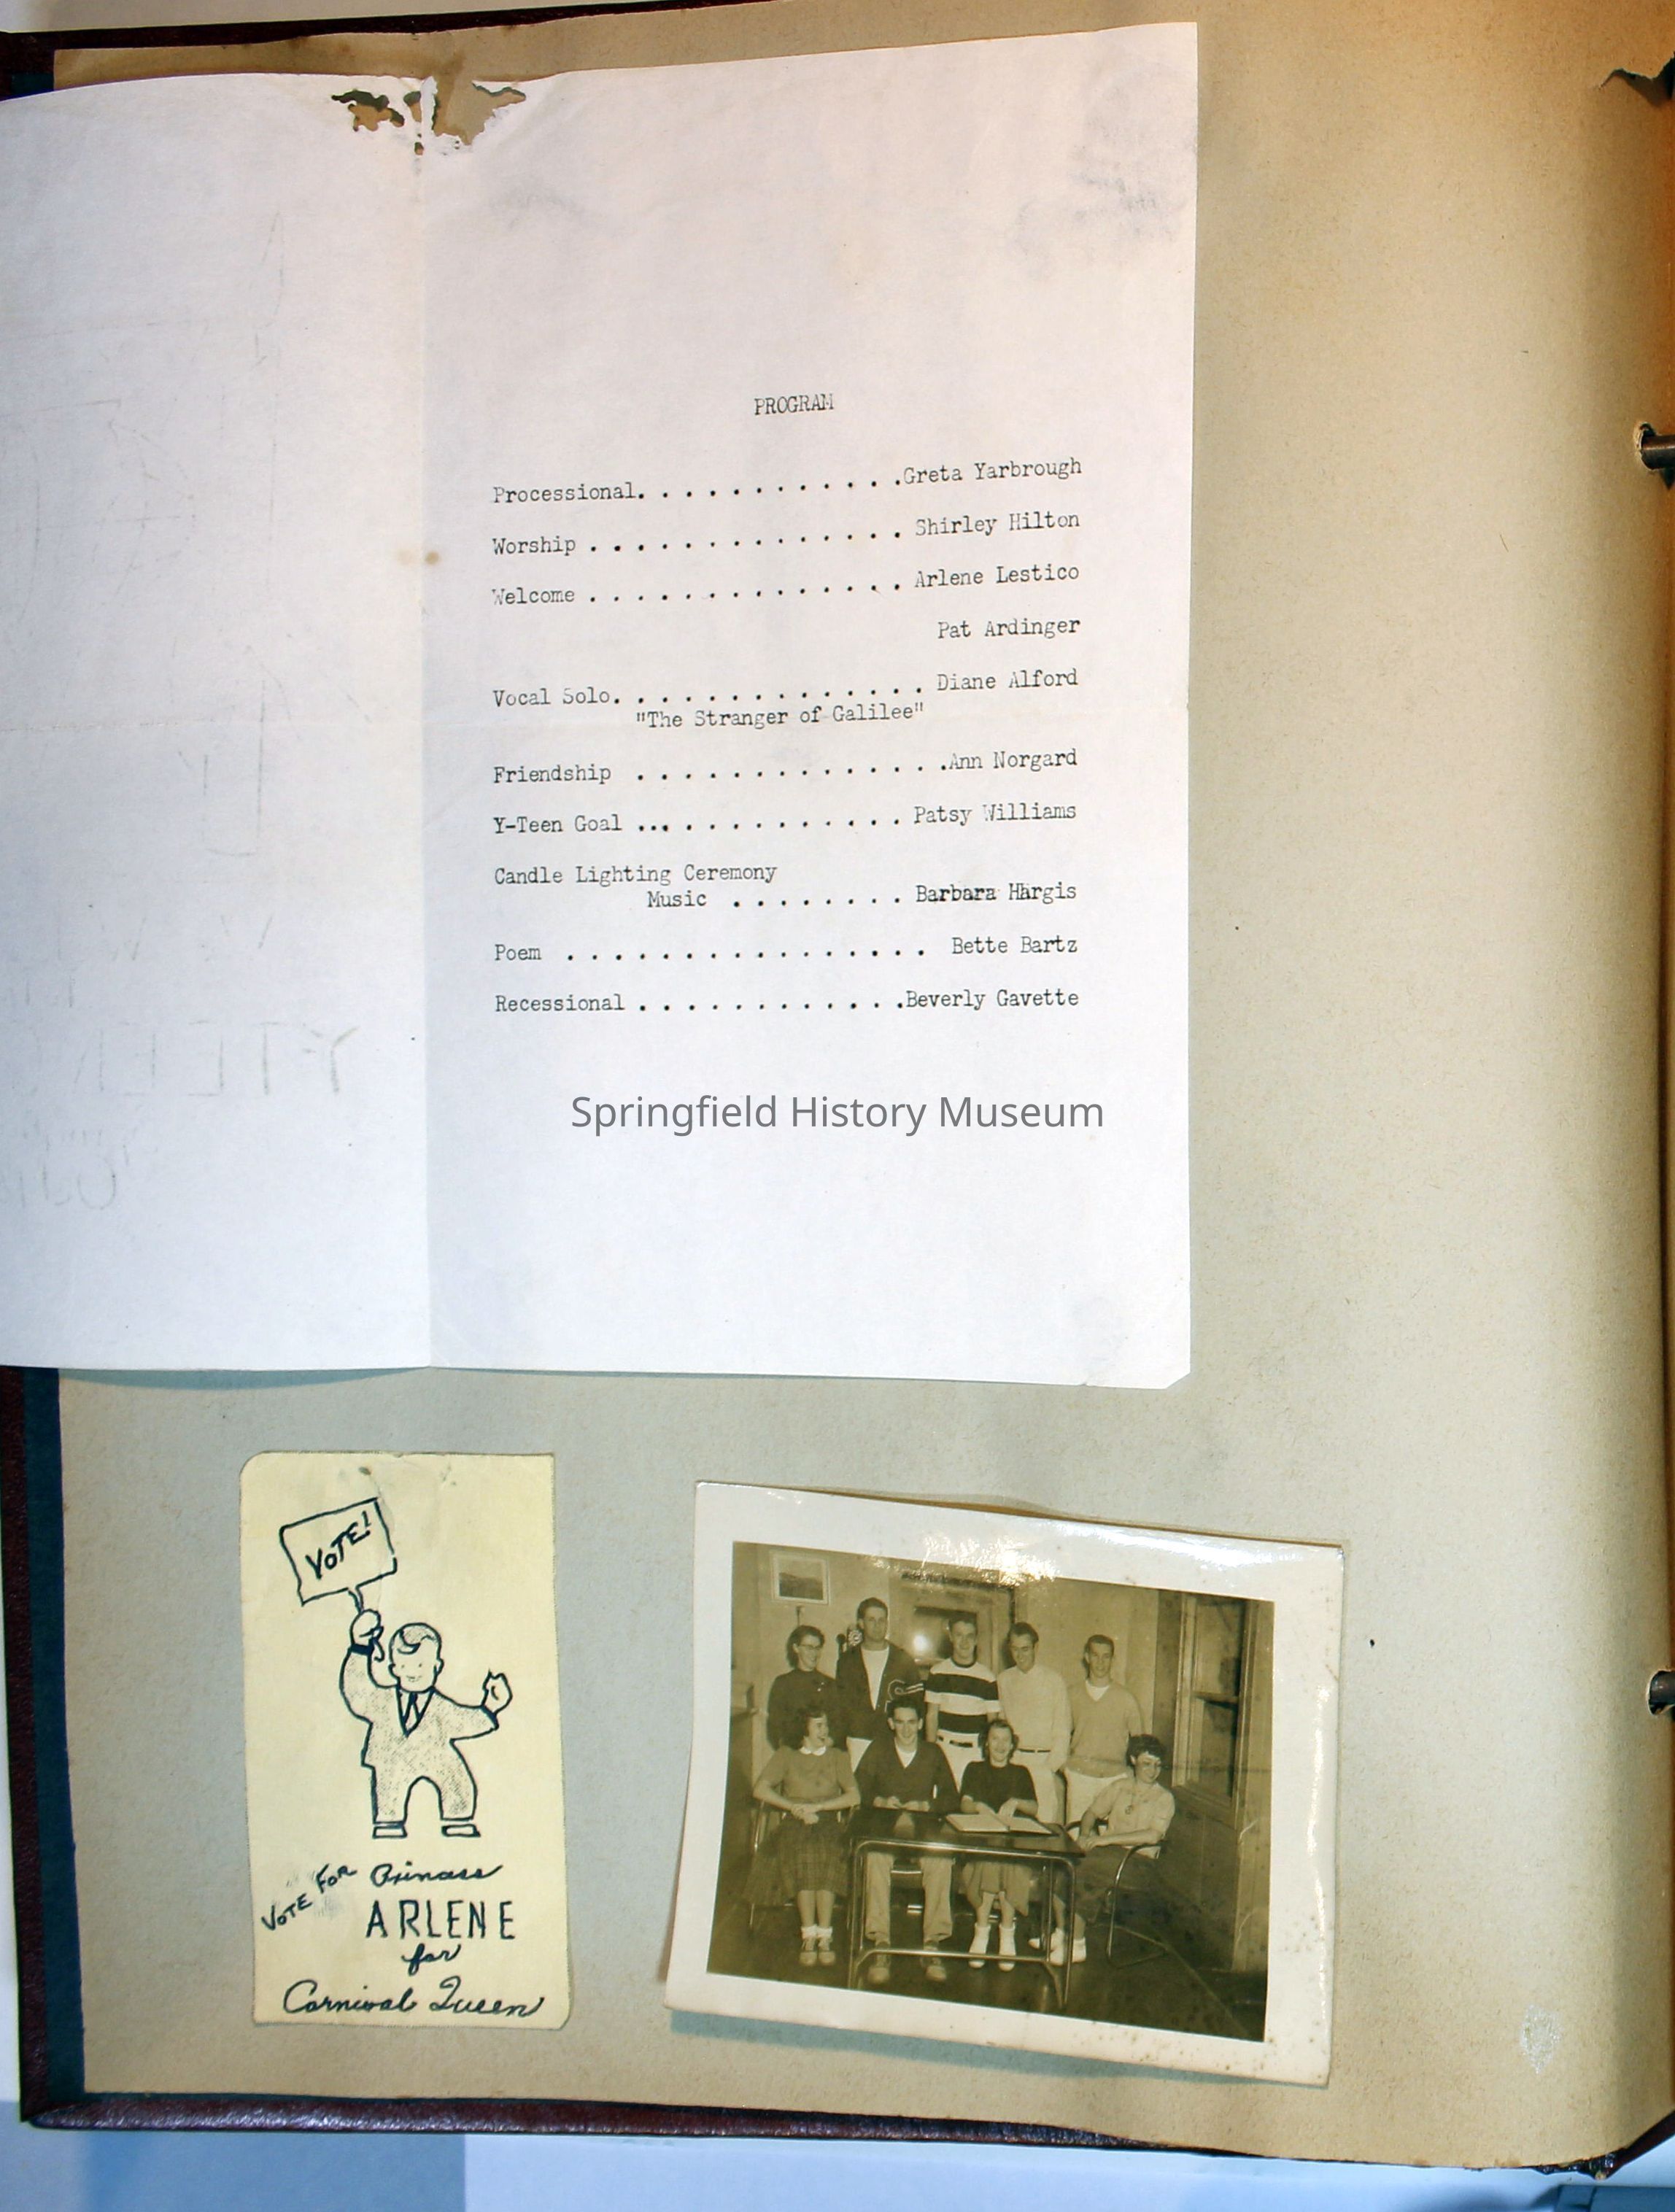 PROGRAM
Processional. . . . . . . . . . . .Greta Yarbrough
Worship . . . . . . . . . . . . . . Shirley Hilton
Welcome . . . . . . . . . . . . . . Arlene Lestico
Pat Ardinger
Vocal Solo. . . . . . . . . . . . . . Diane Alford
"The Stranger of Galilee"
Friendship . . . . . . . . . . . . . .Ann Norgard
Y-Teen Goal ... . . . . . . . . . . Patsy Williams
Candle Lighting Ceremony
Music . . . . . . . . Barbara Hargis
Poem . . . . . . . . . . . . . . . . Bette Bartz
Recessional . . . . . . . . . . . .Beverly Gavette
Springfield History Museum
VOTE!
VOTE FOR Princess
ARLENE
for
Carnival Queen